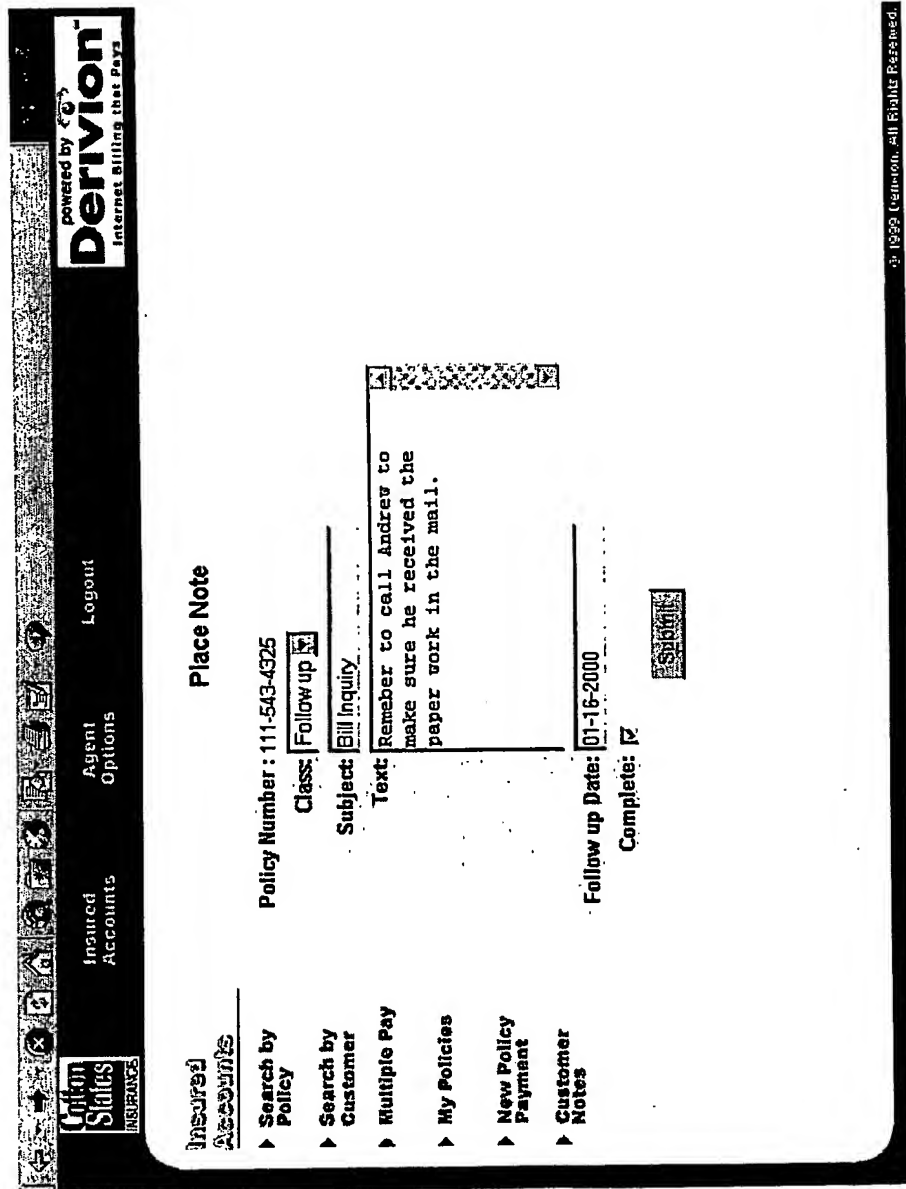 Cotton
States
INSURANCE
Insured
Accounts
Agent
Options
Logout
powered by
Derivion
Internet Billing that Pays
Insured
Accounts
Search by
Policy
Search by
Customer
Multiple Pay
My Policies
New Policy
Payment
Customer
Notes
Place Note
Policy Number : 111-543-4325
Class: Follow up
Subject: Bill Inquiry
Text: Remeber to call Andrew to
make sure he received the
paper work in the mail.
Follow up Date: 01-16-2000
Complete:
Submit
© 1999 Derivion. All Rights Reserved.